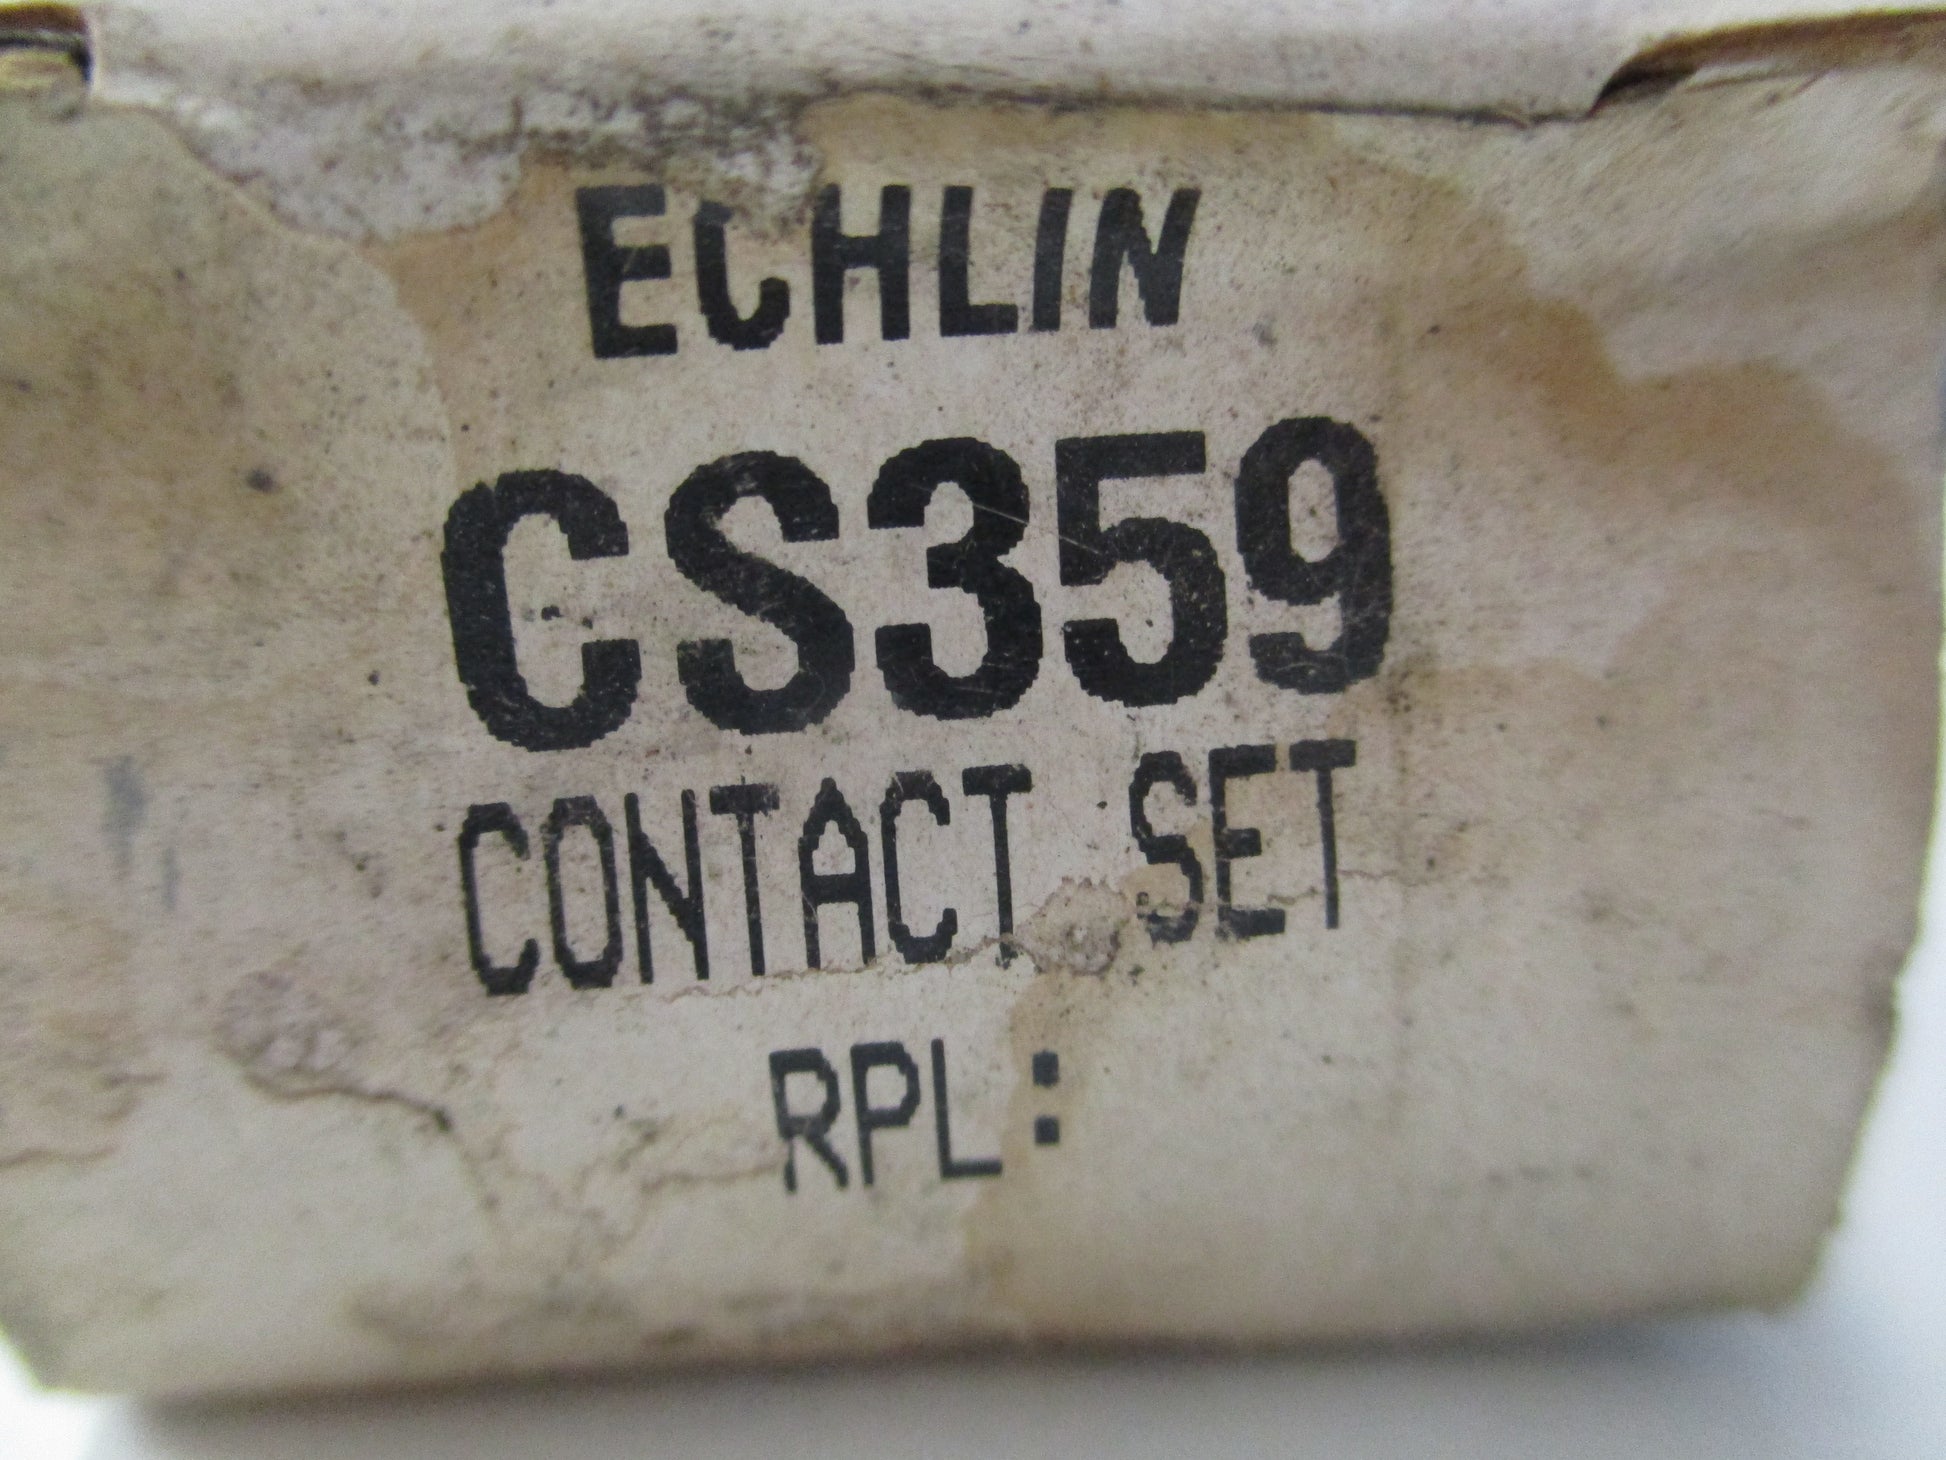 ECHLIN
CS359
CONTACT SET
RPL: